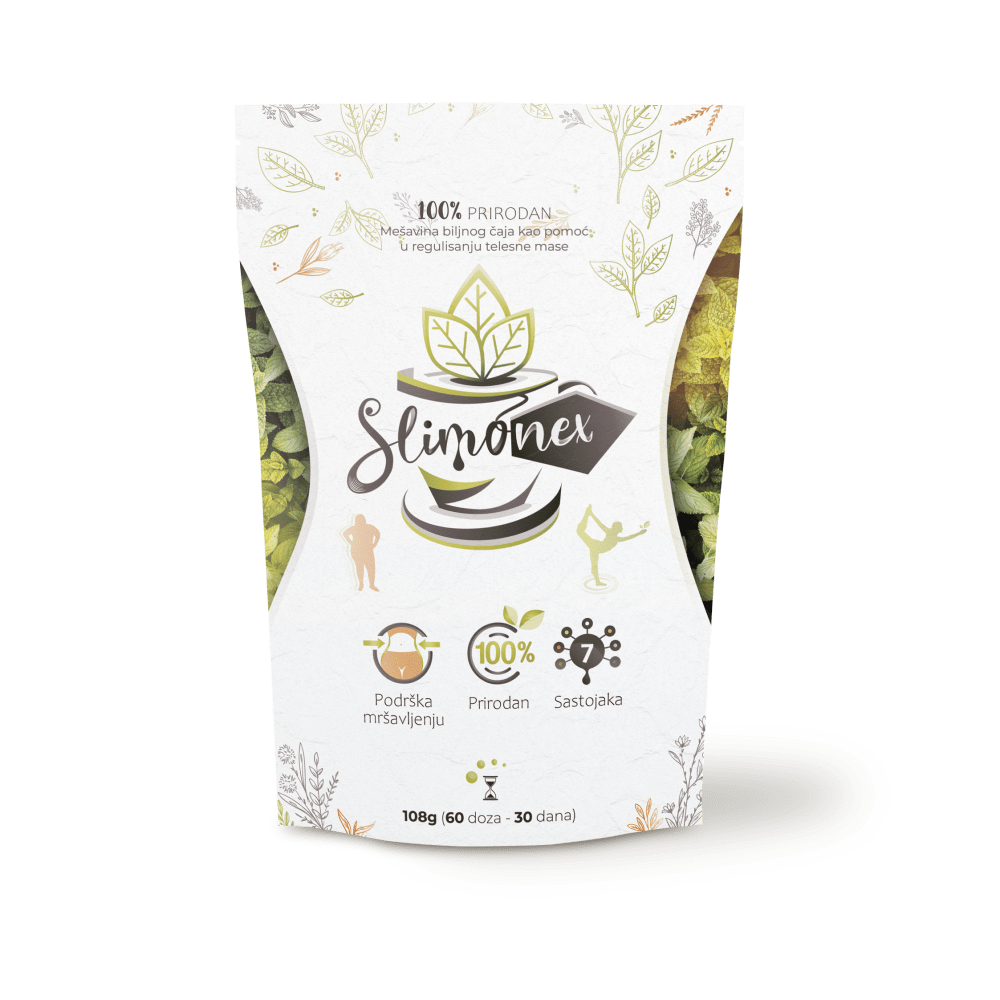 100% PRIRODAN
Mešavina biljnog čaja kao pomoć
u regulisanju telesne mase
Slimonex
100%
7
Podrška
mršavljenju
Prirodan
Sastojaka
108g (60 doza - 30 dana)